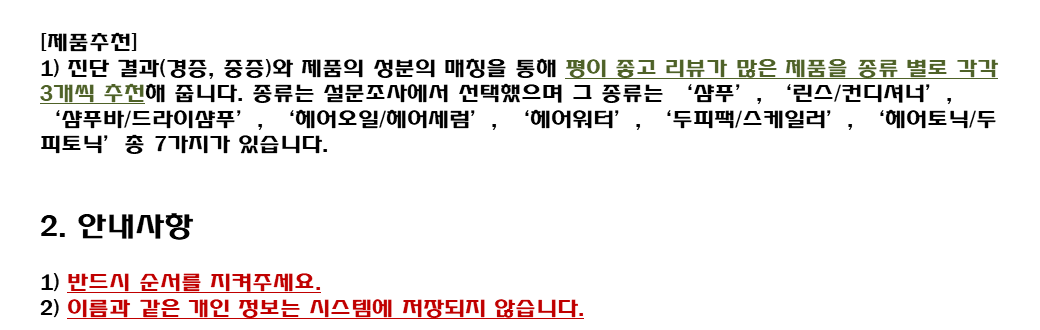 [제품추천]
1) 진단 결과(경증, 중증)와 제품의 성분의 매칭을 통해 평이 좋고 리뷰가 많은 제품을 종류 별로 각각
3개씩 추천해 줍니다. 종류는 설문조사에서 선택했으며 그 종류는 ‘샴푸’, ‘린스/컨디셔너’,
‘샴푸바/드라이샴푸’, ‘헤어오일/헤어세럼’, ‘헤어워터’, ‘두피팩/스케일러’, ‘헤어토닉/두
피토닉’ 총 7가지가 있습니다.
2. 안내사항
1) 반드시 순서를 지켜주세요.
2) 이름과 같은 개인 정보는 시스템에 저장되지 않습니다.